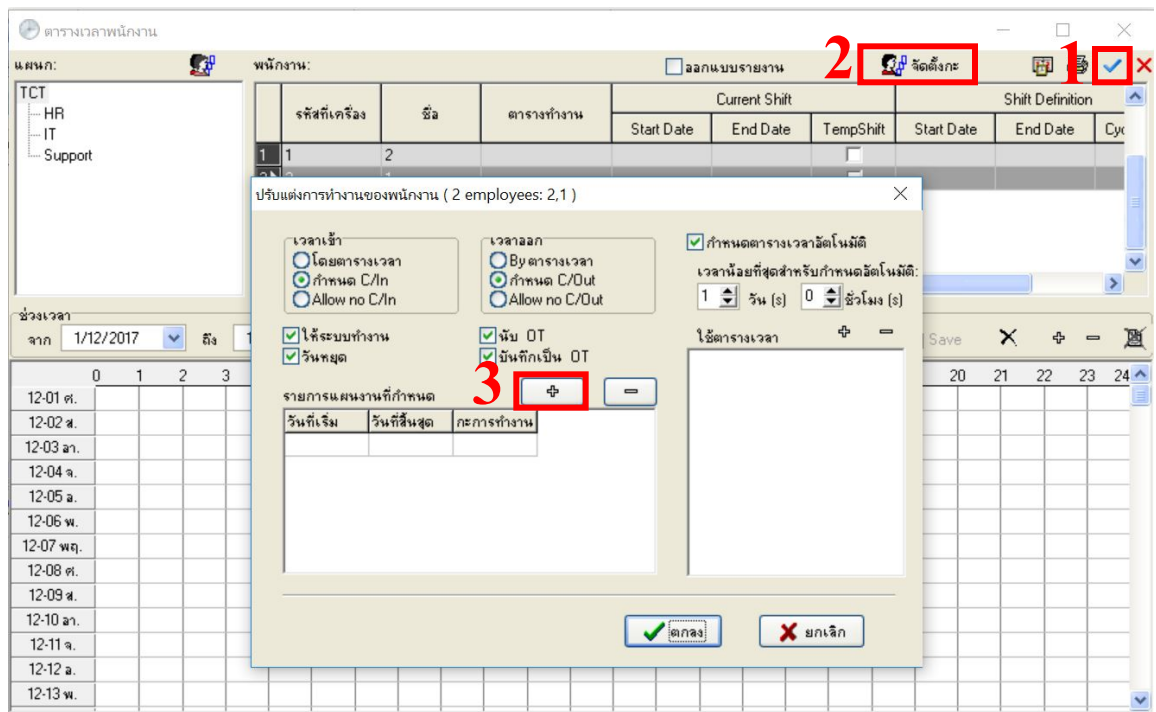 ตารางเวลาพนักงาน
แผนก: พนักงาน: ออกแบบรายงาน 2 จัดตั้งกะ 1
TCT
HR
IT
Support
รหัสที่เครื่อง ชื่อ ตารางทำงาน Current Shift Shift Definition
Start Date End Date TempShift Start Date End Date Cyc
1 1 2
ปรับแต่งการทำงานของพนักงาน ( 2 employees: 2,1 )
เวลาเข้า เวลาออก กำหนดตารางเวลาอัตโนมัติ
โดยตารางเวลา By ตารางเวลา
กำหนด C/In กำหนด C/Out เวลาน้อยที่สุดสำหรับกำหนดอัตโนมัติ:
Allow no C/In Allow no C/Out 1 วัน (s) 0 ชั่วโมง (s)
ให้ระบบทำงาน นับ OT ใช้ตารางเวลา
วันหยุด บันทึกเป็น OT
3
รายการแผนงานที่กำหนด
วันที่เริ่ม วันที่สิ้นสุด กะการทำงาน
ตกลง ยกเลิก
ช่วงเวลา
จาก 1/12/2017 ถึง 1 Save
0 1 2 3 20 21 22 23 24
12-01 ศ.
12-02 ส.
12-03 อา.
12-04 จ.
12-05 อ.
12-06 พ.
12-07 พฤ.
12-08 ศ.
12-09 ส.
12-10 อา.
12-11 จ.
12-12 อ.
12-13 พ.